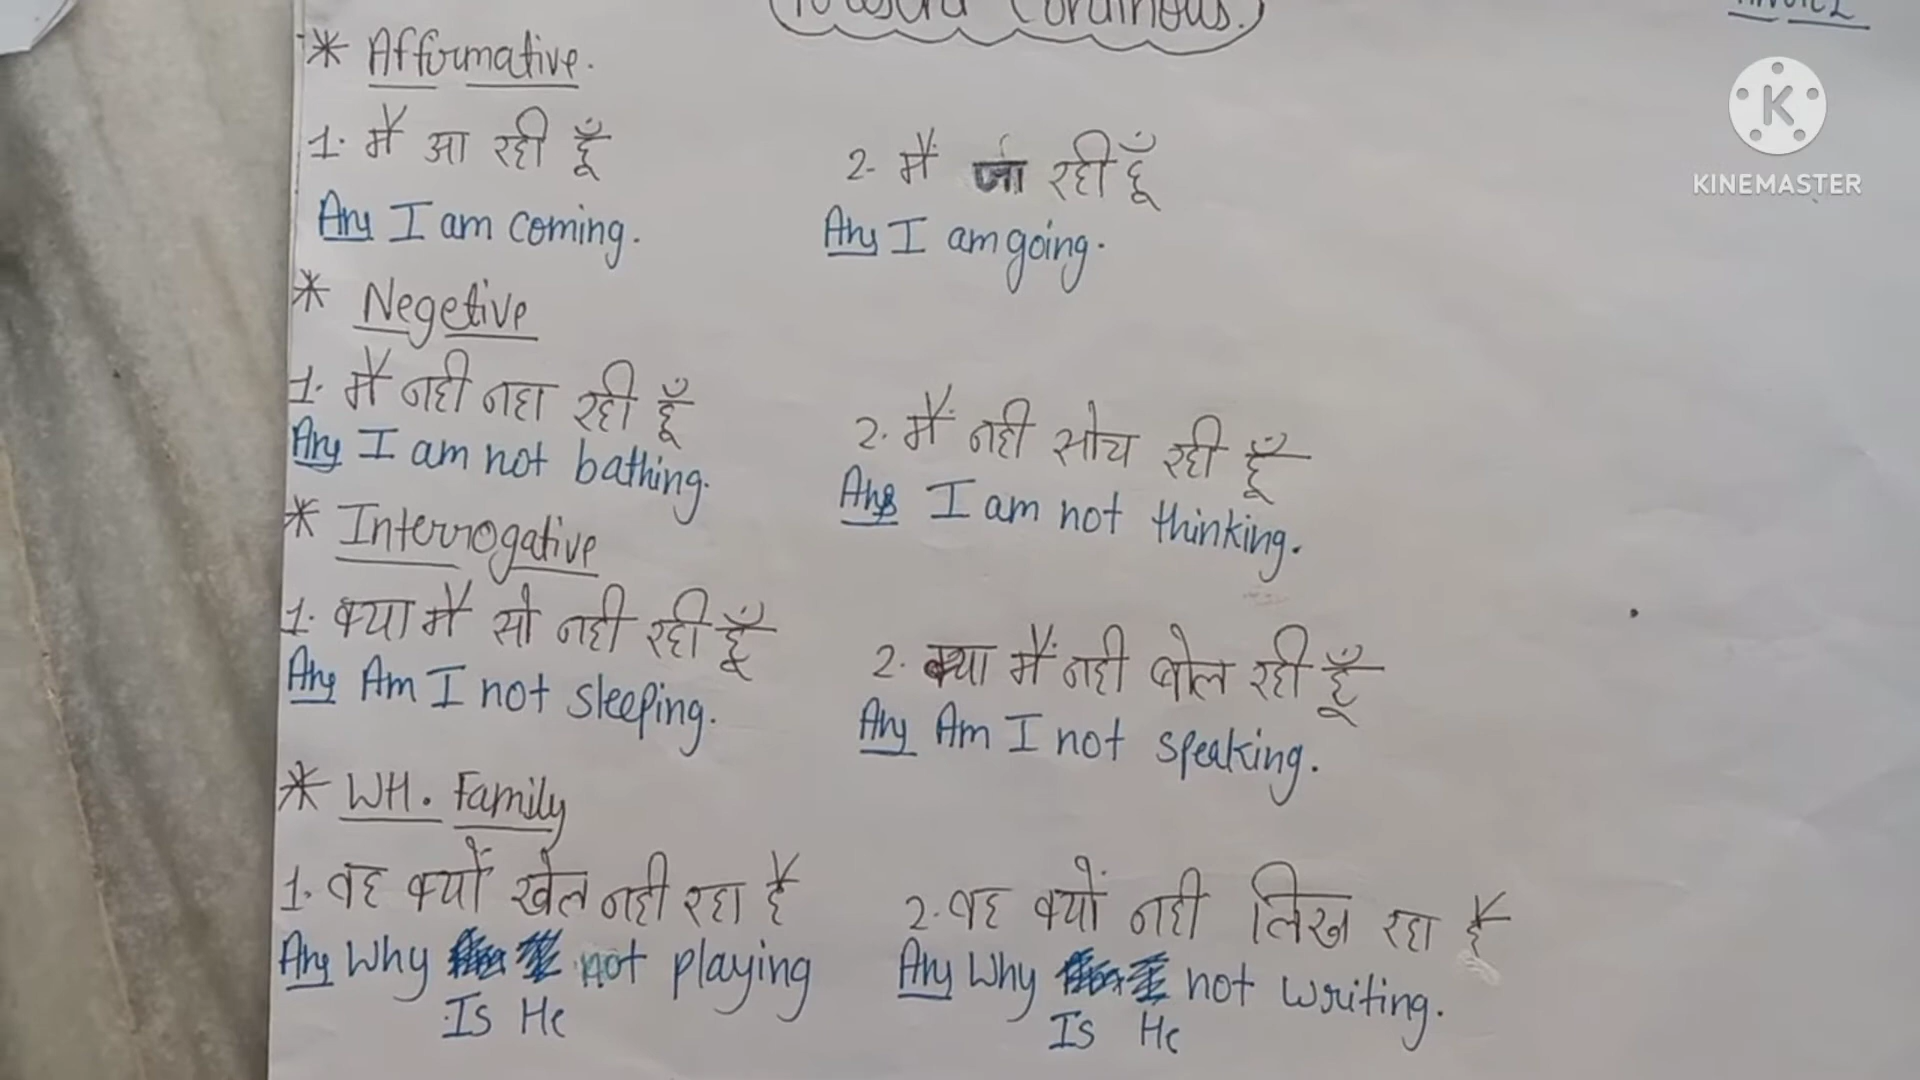 Continous.
* Affirmative.
1. मैं आ रही हूँ
2. मैं जा रही हूँ
Ans I am coming.
Ans I am going.
* Negetive
1. मैं नही नहा रही हूँ
2. मैं नही सोच रही हूँ
Ans I am not bathing.
Ans I am not thinking.
* Interrogative
1. क्या मैं सो नही रही हूँ
2. क्या मैं नही बोल रही हूँ
Ans Am I not sleeping.
Ans Am I not speaking.
* WH. Family
1. वह क्यों खेल नही रहा है
2. वह क्यों नही लिख रहा है
Ans Why not playing
Is He
Ans Why not writing.
Is He
KINEMASTER